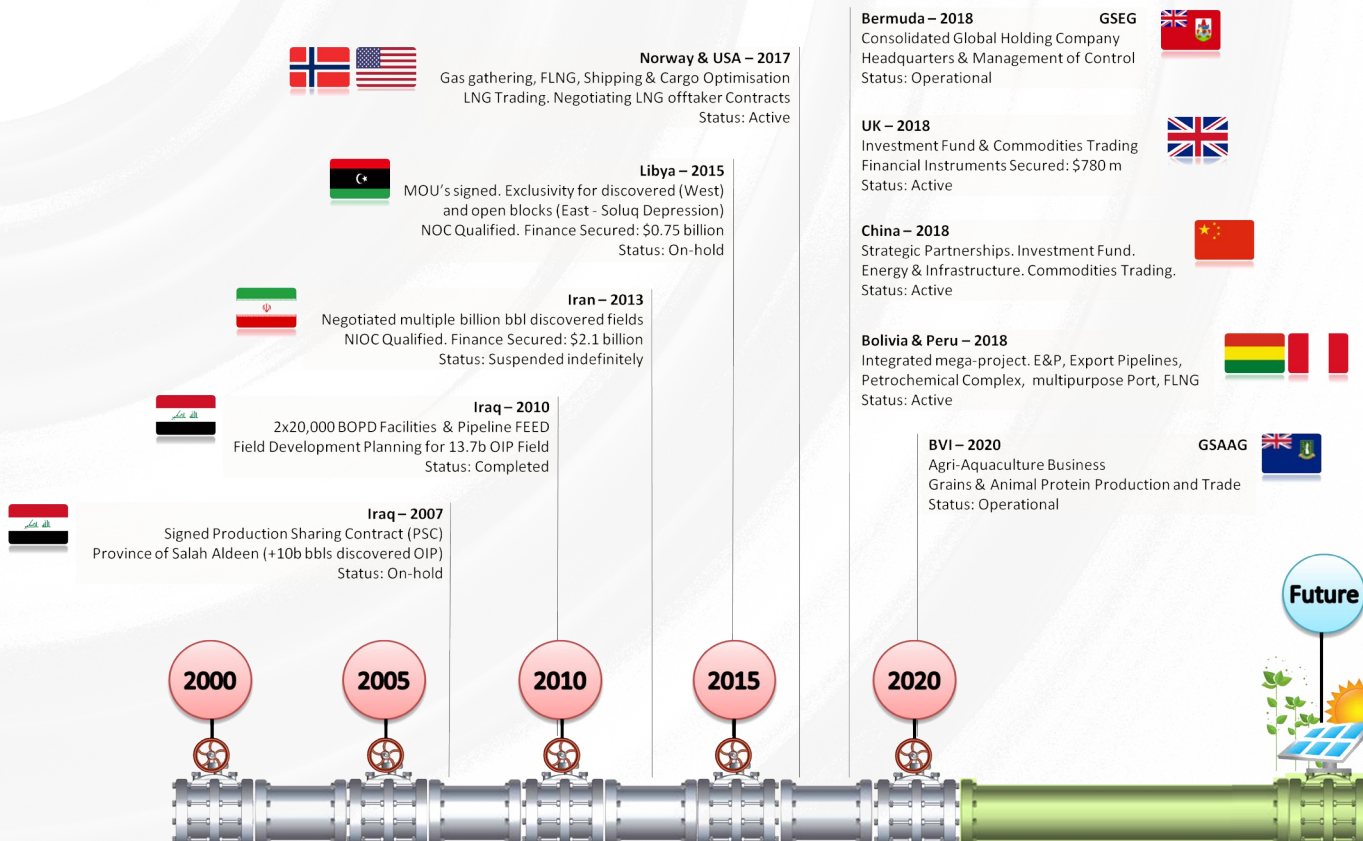 Norway & USA – 2017
Gas gathering, FLNG, Shipping & Cargo Optimisation
LNG Trading. Negotiating LNG offtaker Contracts
Status: Active
Libya – 2015
MOU's signed. Exclusivity for discovered (West)
and open blocks (East - Soluq Depression)
NOC Qualified. Finance Secured: $0.75 billion
Status: On-hold
Iran – 2013
Negotiated multiple billion bbl discovered fields
NIOC Qualified. Finance Secured: $2.1 billion
Status: Suspended indefinitely
Iraq – 2010
2x20,000 BOPD Facilities & Pipeline FEED
Field Development Planning for 13.7b OIP Field
Status: Completed
Iraq – 2007
Signed Production Sharing Contract (PSC)
Province of Salah Aldeen (+10b bbls discovered OIP)
Status: On-hold
Bermuda – 2018 GSEG
Consolidated Global Holding Company
Headquarters & Management of Control
Status: Operational
UK – 2018
Investment Fund & Commodities Trading
Financial Instruments Secured: $780 m
Status: Active
China – 2018
Strategic Partnerships. Investment Fund.
Energy & Infrastructure. Commodities Trading.
Status: Active
Bolivia & Peru – 2018
Integrated mega-project. E&P, Export Pipelines,
Petrochemical Complex, multipurpose Port, FLNG
Status: Active
BVI – 2020 GSAAG
Agri-Aquaculture Business
Grains & Animal Protein Production and Trade
Status: Operational
2000
2005
2010
2015
2020
Future